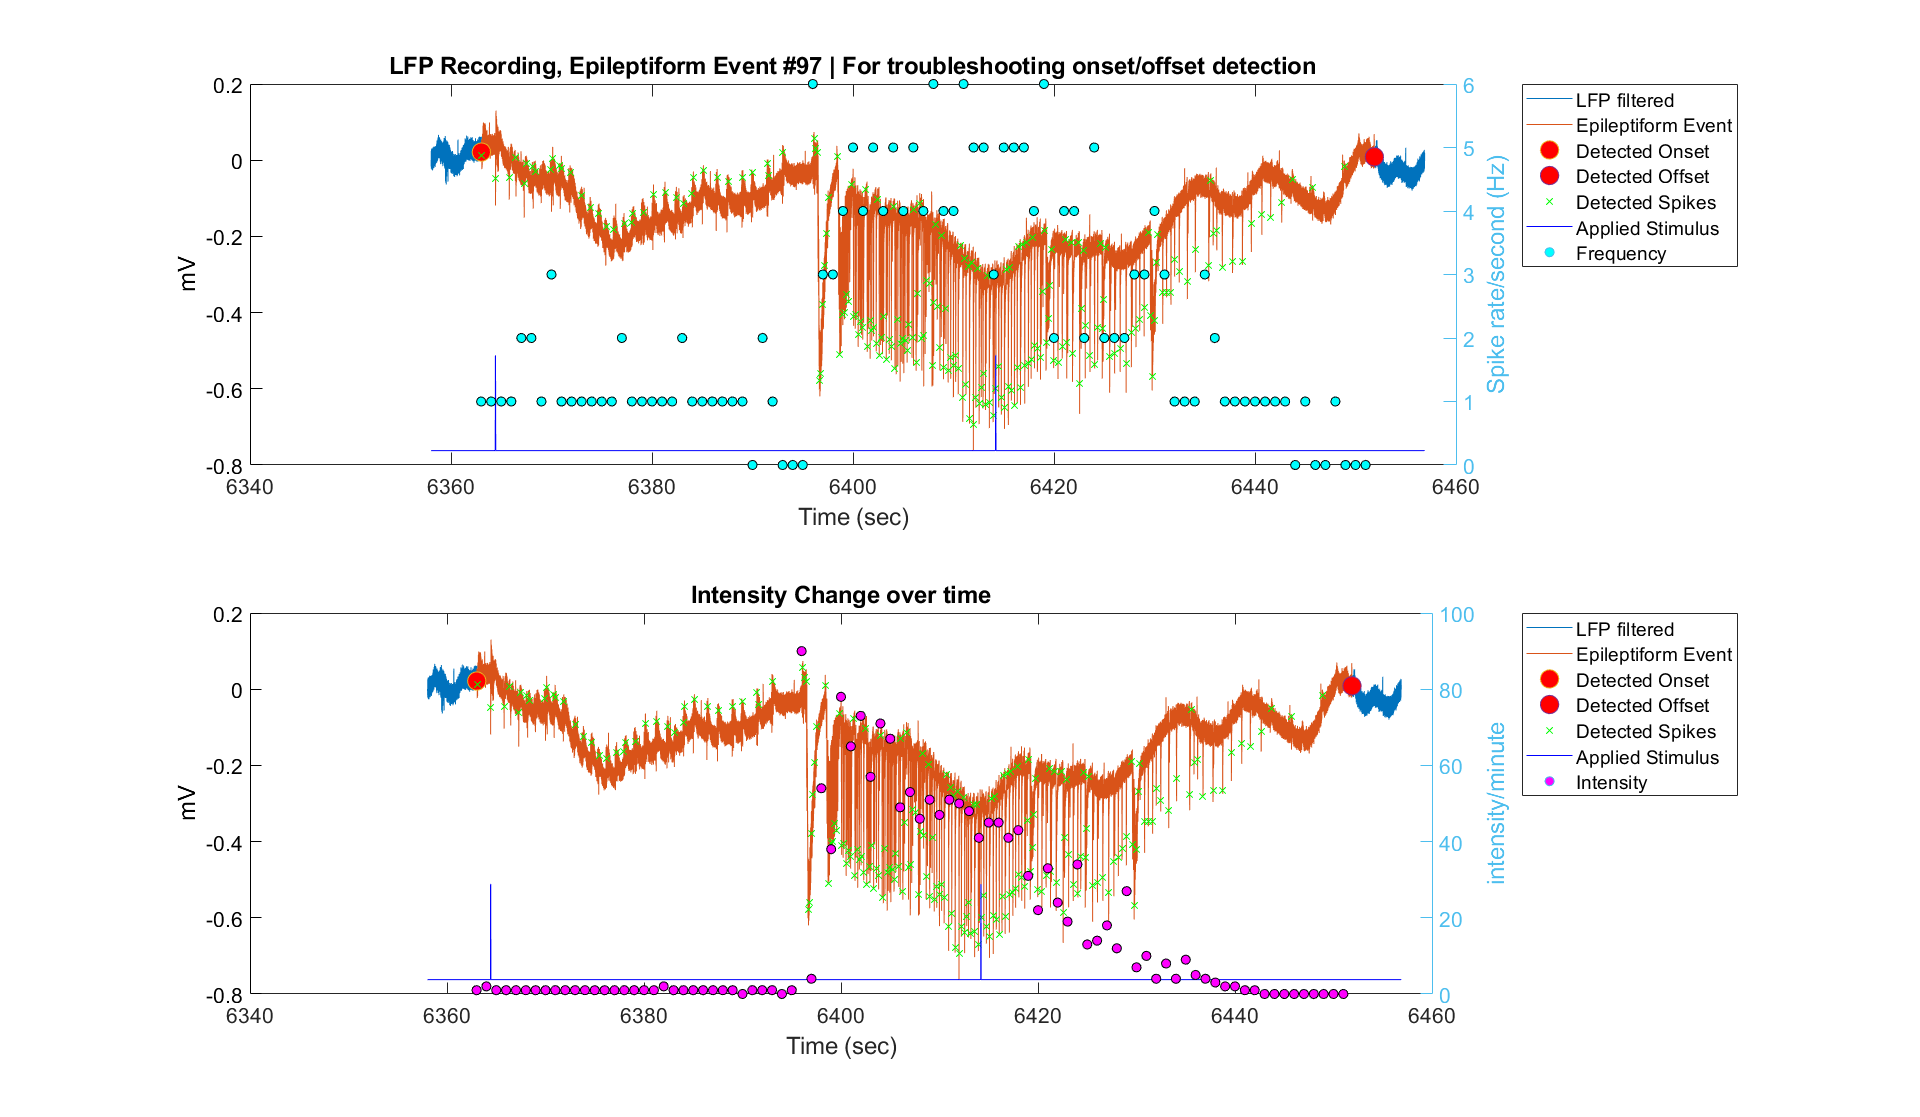 LFP Recording, Epileptiform Event #97 | For troubleshooting onset/offset detection
0.2
0
-0.2
-0.4
-0.6
-0.8
mV
6340
6360
6380
6400
6420
6440
6460
Time (sec)
6
5
4
3
2
1
0
Spike rate/second (Hz)
LFP filtered
Epileptiform Event
Detected Onset
Detected Offset
Detected Spikes
Applied Stimulus
Frequency
Intensity Change over time
0.2
0
-0.2
-0.4
-0.6
-0.8
mV
6340
6360
6380
6400
6420
6440
6460
Time (sec)
100
80
60
40
20
0
intensity/minute
LFP filtered
Epileptiform Event
Detected Onset
Detected Offset
Detected Spikes
Applied Stimulus
Intensity